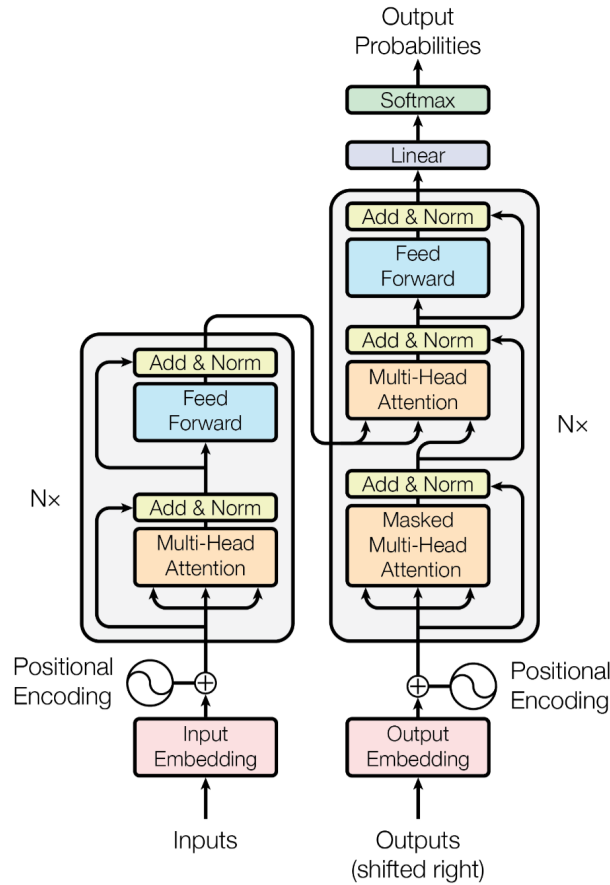 Output
Probabilities
Softmax
Linear
Add & Norm
Feed
Forward
Add & Norm
Multi-Head
Attention
Nx
Add & Norm
Masked
Multi-Head
Attention
Add & Norm
Feed
Forward
Nx
Add & Norm
Multi-Head
Attention
Positional
Encoding
Positional
Encoding
Input
Embedding
Output
Embedding
Inputs
Outputs
(shifted right)